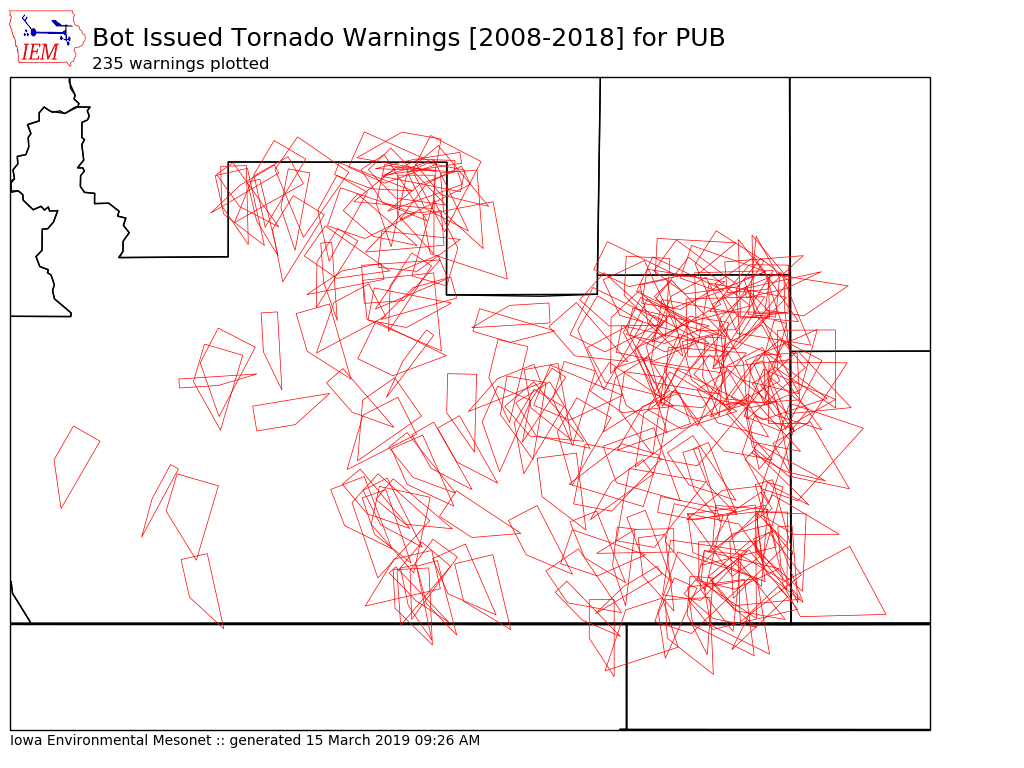 IEM
Bot Issued Tornado Warnings [2008-2018] for PUB
235 warnings plotted
Iowa Environmental Mesonet :: generated 15 March 2019 09:26 AM